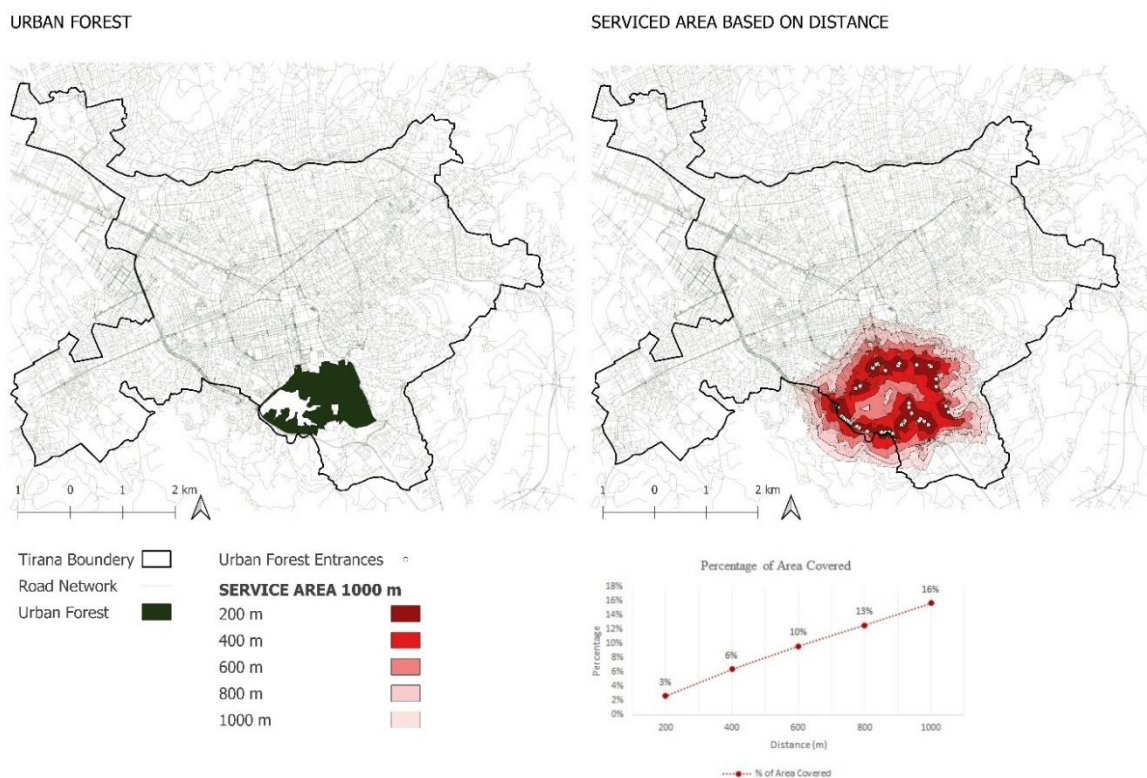 URBAN FOREST
SERVICED AREA BASED ON DISTANCE
1 0 1 2 km
1 0 1 2 km
Tirana Boundary
Road Network
Urban Forest
Urban Forest Entrances
SERVICE AREA 1000 m
200 m
400 m
600 m
800 m
1000 m
Percentage of Area Covered
Percentage
18%
16%
14%
12%
10%
8%
6%
4%
2%
0%
3%
6%
10%
13%
16%
200 400 600 800 1000
Distance (m)
% of Area Covered